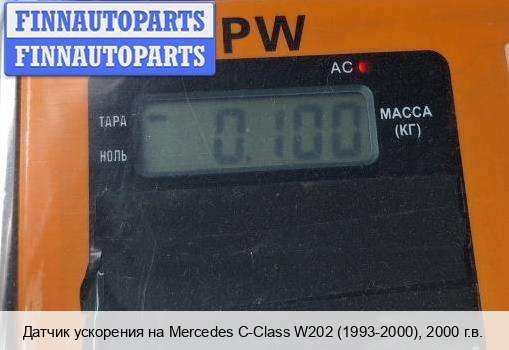 FINNAUTOPARTS
FINNAUTOPARTS
PW
AC
ТАРА
НОЛЬ
0.100
МАССА
(КГ)
Датчик ускорения на Mercedes C-Class W202 (1993-2000), 2000 г.в.